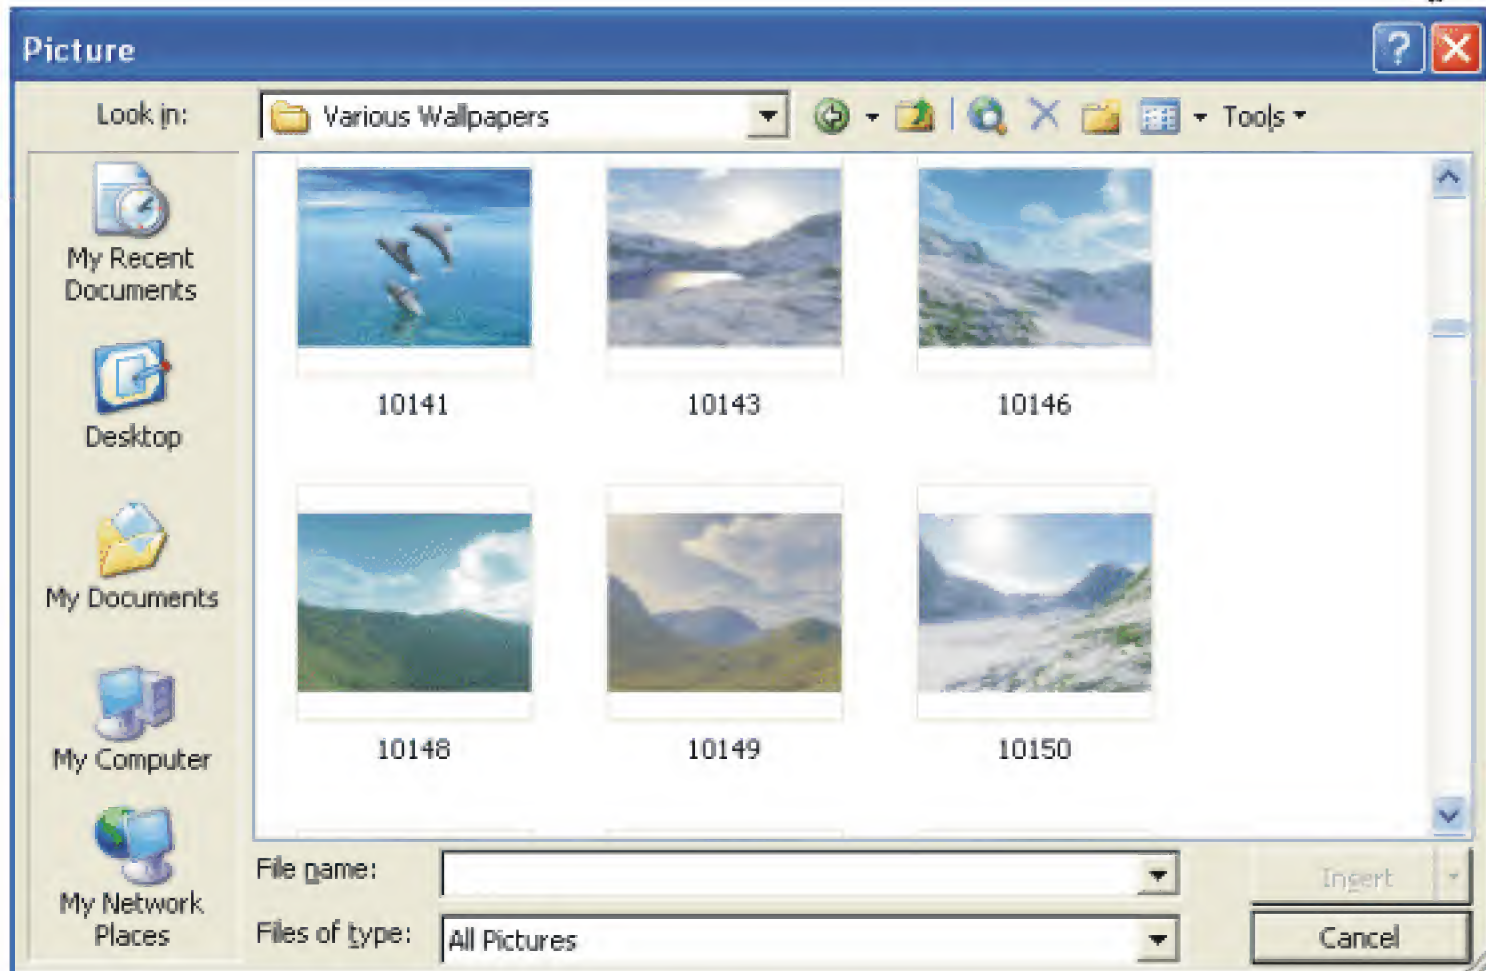 Picture
Look in:
Various Wallpapers
Tools
My Recent
Documents
Desktop
My Documents
My Computer
My Network
Places
10141
10143
10146
10148
10149
10150
File name:
Insert
Files of type:
All Pictures
Cancel